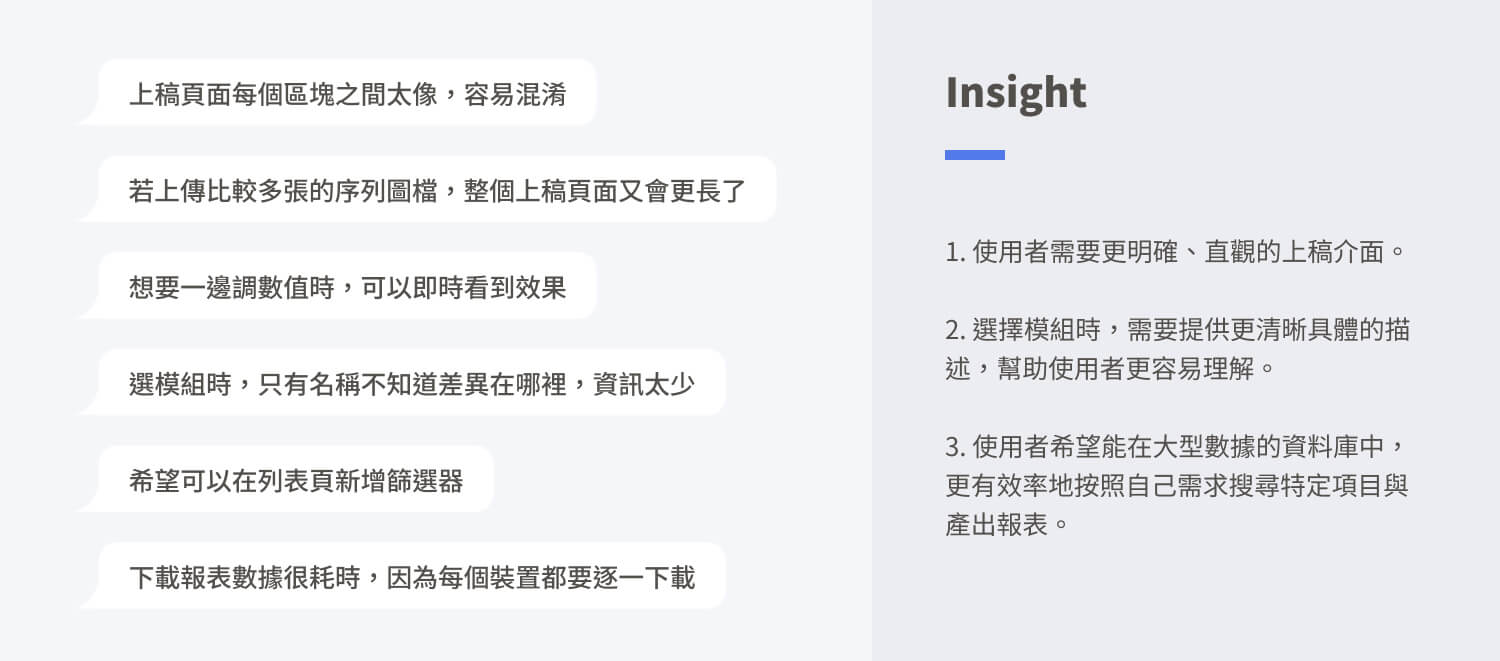 上稿頁面每個區塊之間太像，容易混淆
若上傳比較多張的序列圖檔，整個上稿頁面又會更長了
想要一邊調數值時，可以即時看到效果
選模組時，只有名稱不知道差異在哪裡，資訊太少
希望可以在列表頁新增篩選器
下載報表數據很耗時，因為每個裝置都要逐一下載
Insight
1. 使用者需要更明確、直觀的上稿介面。
2. 選擇模組時，需要提供更清晰具體的描
述，幫助使用者更容易理解。
3. 使用者希望能在大型數據的資料庫中，
更有效率地按照自己需求搜尋特定項目與
產出報表。